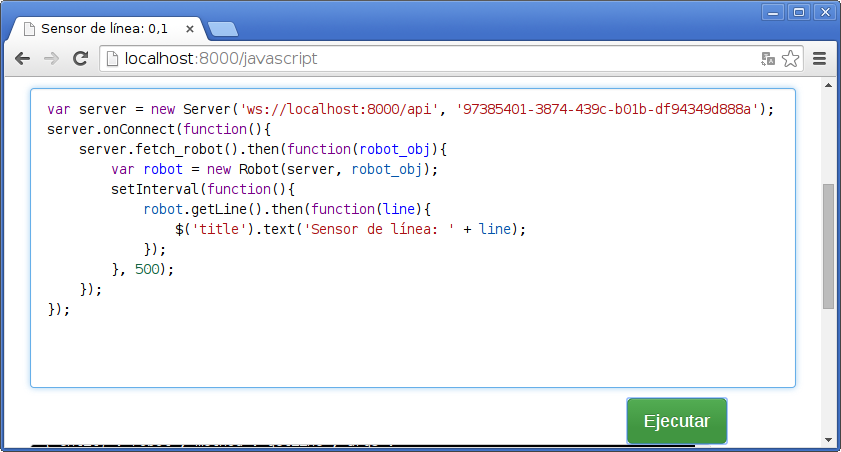 Sensor de línea: 0,1
localhost:8000/javascript
var server = new Server('ws://localhost:8000/api', '97385401-3874-439c-b01b-df94349d888a');
server.onConnect(function(){
    server.fetch_robot().then(function(robot_obj){
        var robot = new Robot(server, robot_obj);
        setInterval(function(){
            robot.getLine().then(function(line){
                $('title').text('Sensor de línea: ' + line);
            });
        }, 500);
    });
});
Ejecutar